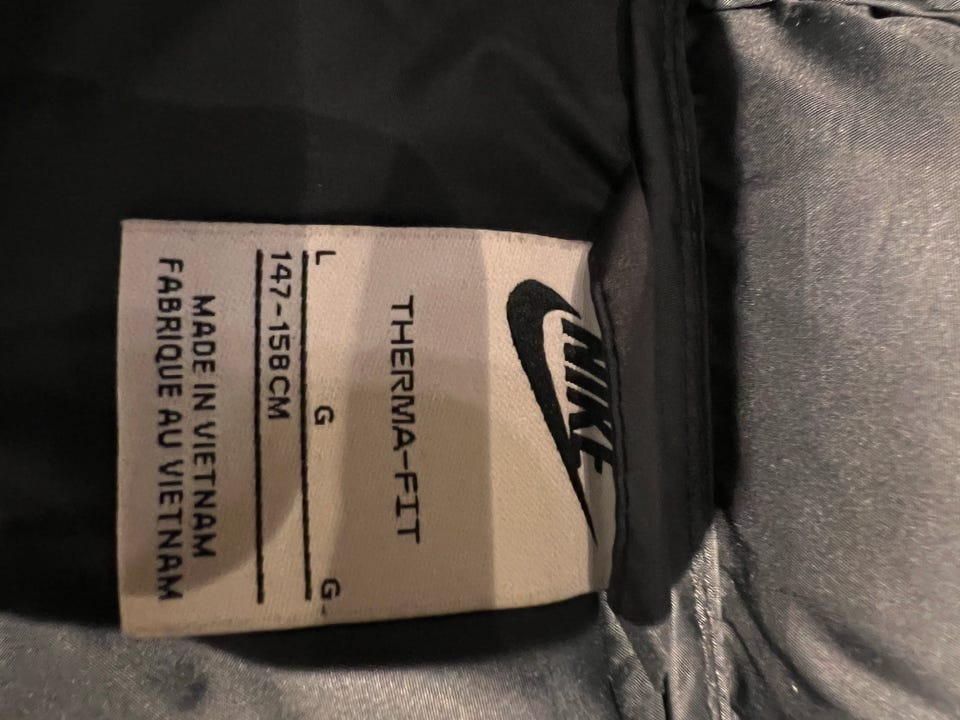 NIKE
THERMA-FIT
L G G
147-158CM
MADE IN VIETNAM
FABRIQUE AU VIETNAM